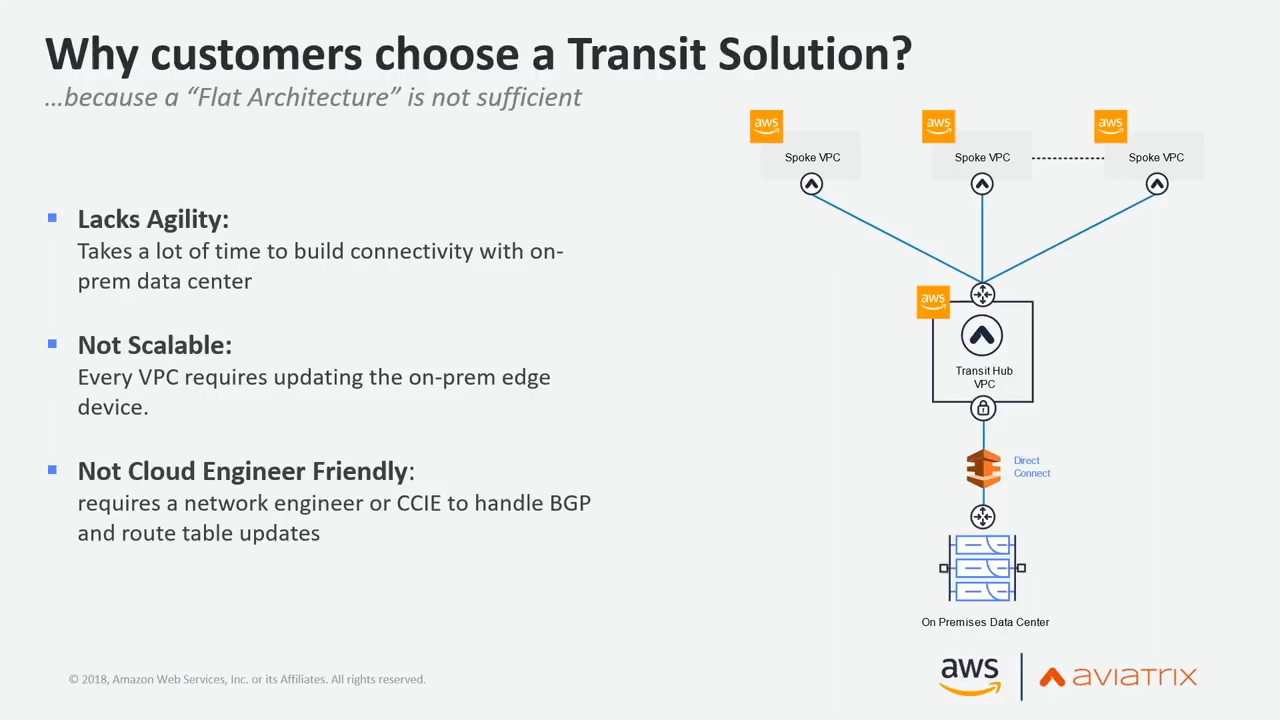 Why customers choose a Transit Solution?
…because a “Flat Architecture” is not sufficient
Lacks Agility:
Takes a lot of time to build connectivity with on-
prem data center
Not Scalable:
Every VPC requires updating the on-prem edge
device.
Not Cloud Engineer Friendly:
requires a network engineer or CCIE to handle BGP
and route table updates
aws
aws
aws
Spoke VPC
Spoke VPC
Spoke VPC
aws
Transit Hub
VPC
Direct
Connect
On Premises Data Center
© 2018, Amazon Web Services, Inc. or its Affiliates. All rights reserved.
aws
aviatrix